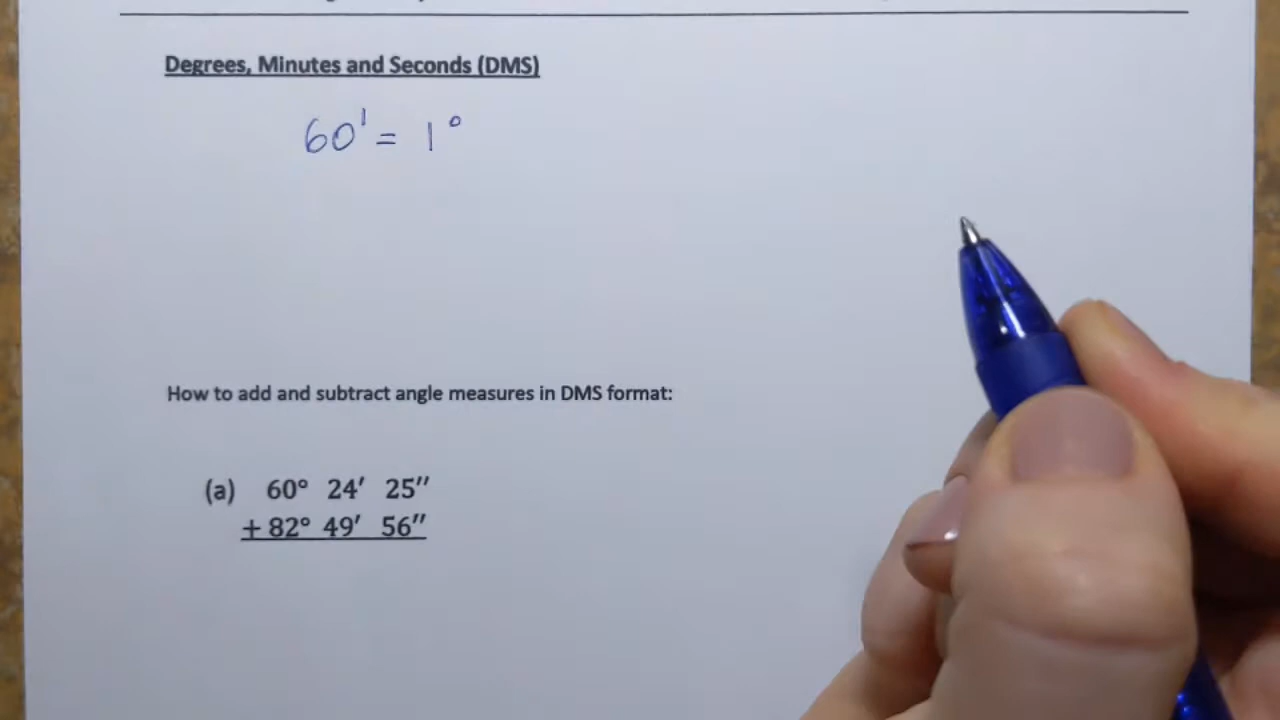 Degrees, Minutes and Seconds (DMS)
60' = 1°
How to add and subtract angle measures in DMS format:
(a) 60° 24′ 25″
+ 82° 49′ 56″